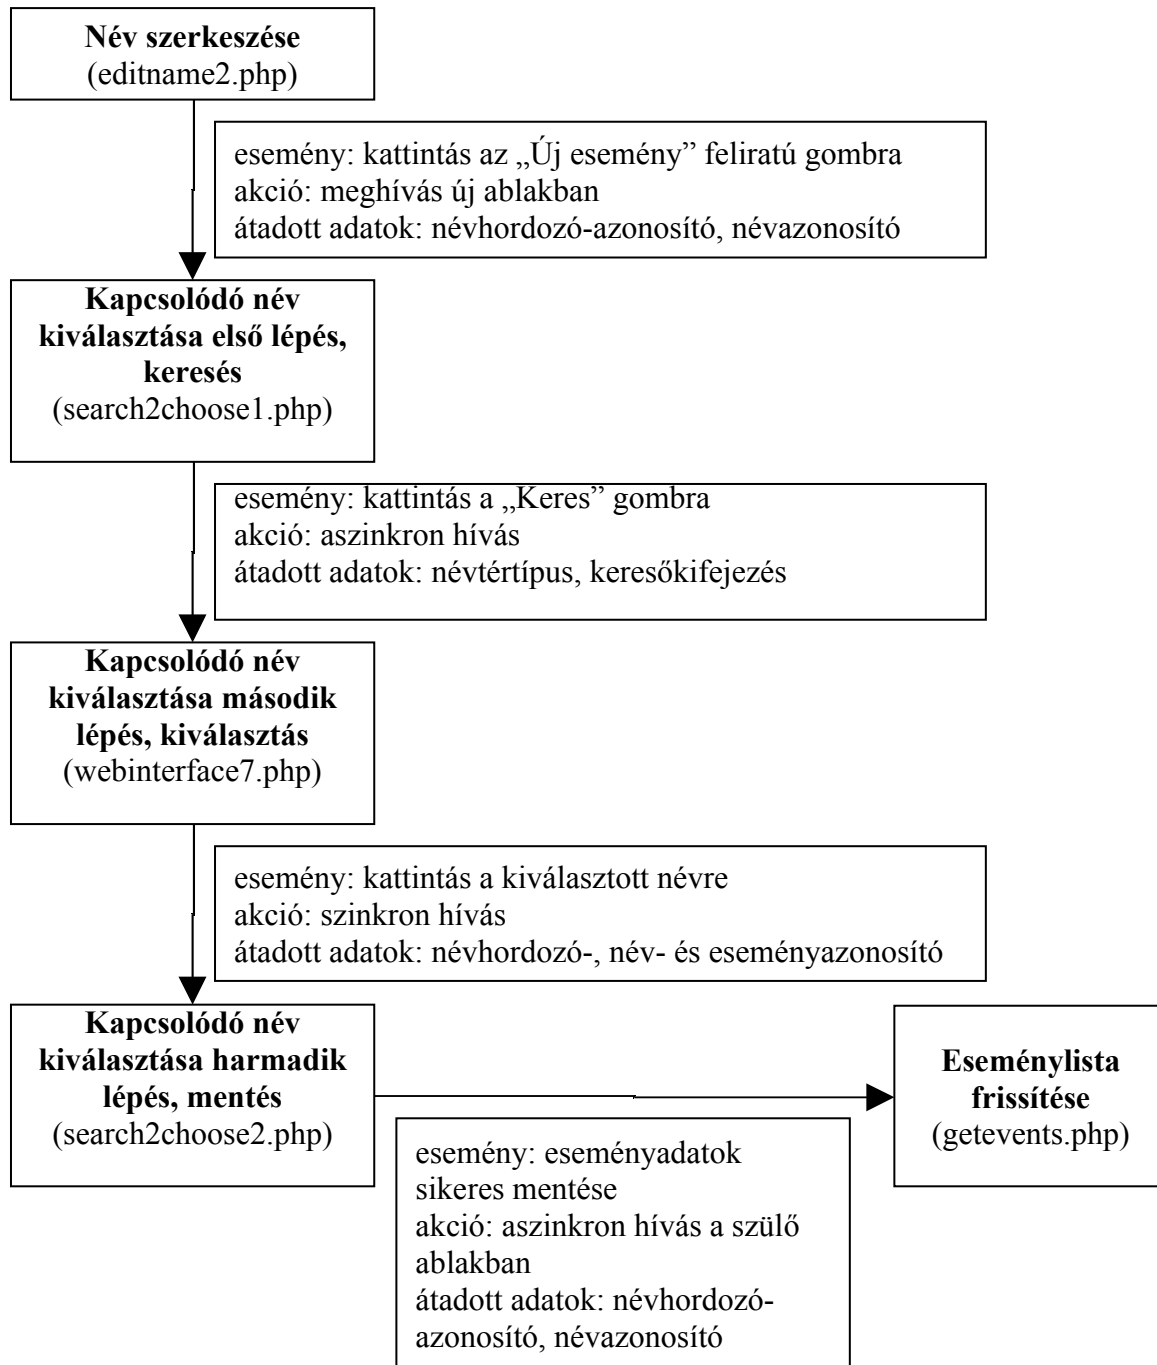 Név szerkeszése
(editname2.php)
esemény: kattintás az „Új esemény” feliratú gombra
akció: meghívás új ablakban
átadott adatok: névhordozó-azonosító, névazonosító
Kapcsolódó név
kiválasztása első lépés,
keresés
(search2choose1.php)
esemény: kattintás a „Keres” gombra
akció: aszinkron hívás
átadott adatok: névtértípus, keresőkifejezés
Kapcsolódó név
kiválasztása második
lépés, kiválasztás
(webinterface7.php)
esemény: kattintás a kiválasztott névre
akció: szinkron hívás
átadott adatok: névhordozó-, név- és eseményazonosító
Kapcsolódó név
kiválasztása harmadik
lépés, mentés
(search2choose2.php)
Eseménylista
frissítése
(getevents.php)
esemény: eseményadatok
sikeres mentése
akció: aszinkron hívás a szülő
ablakban
átadott adatok: névhordozó-
azonosító, névazonosító